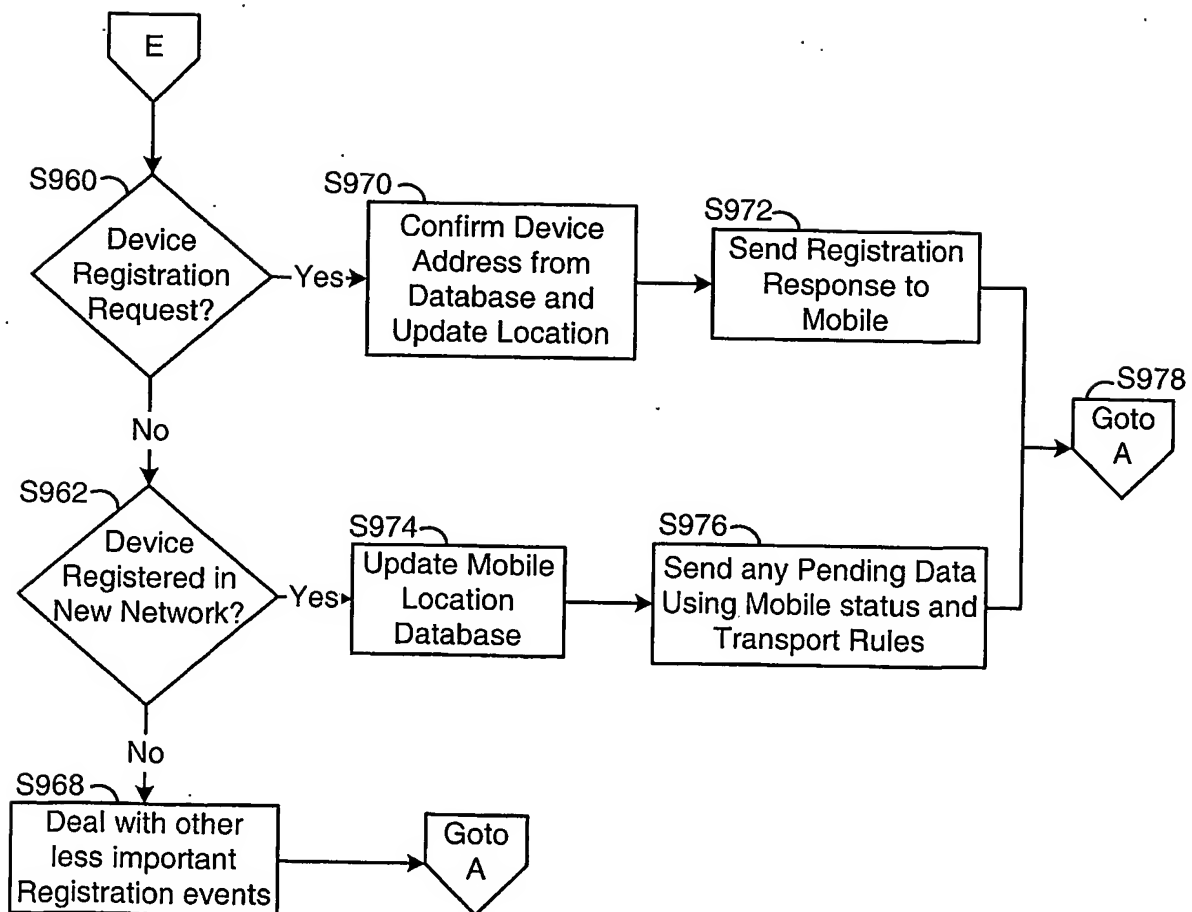 E
S960
Device
Registration
Request?
Yes
S970
Confirm Device
Address from
Database and
Update Location
S972
Send Registration
Response to
Mobile
S978
Goto
A
No
S962
Device
Registered in
New Network?
Yes
S974
Update Mobile
Location
Database
S976
Send any Pending Data
Using Mobile status and
Transport Rules
No
S968
Deal with other
less important
Registration events
Goto
A